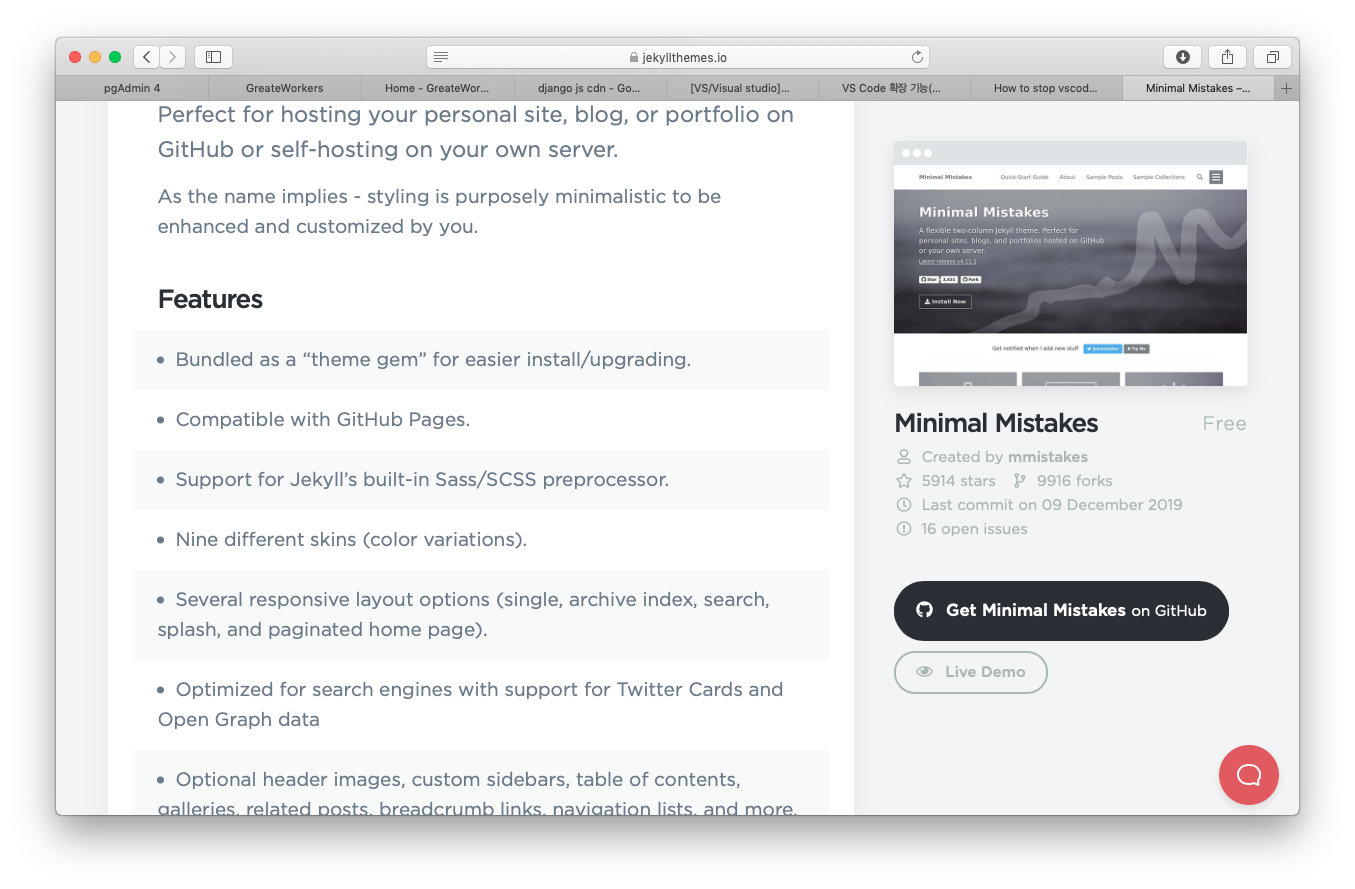 jekyllthemes.io
pgAdmin 4
GreateWorkers
Home - GreateWor...
django js cdn - Go...
[VS/Visual studio]...
VS Code 확장 기능(...
How to stop vscod...
Minimal Mistakes –...
Perfect for hosting your personal site, blog, or portfolio on
GitHub or self-hosting on your own server.
As the name implies - styling is purposely minimalistic to be
enhanced and customized by you.
Features
• Bundled as a “theme gem” for easier install/upgrading.
• Compatible with GitHub Pages.
• Support for Jekyll’s built-in Sass/SCSS preprocessor.
• Nine different skins (color variations).
• Several responsive layout options (single, archive index, search,
splash, and paginated home page).
• Optimized for search engines with support for Twitter Cards and
Open Graph data
• Optional header images, custom sidebars, table of contents,
galleries, related posts, breadcrumb links, navigation lists, and more.
Minimal Mistakes
Quick-Start Guide
About
Sample Posts
Sample Collections
Minimal Mistakes
A flexible two-column Jekyll theme. Perfect for
personal sites, blogs, and portfolios hosted on GitHub
or your own server.
Latest release v4.11.1
Star
3,431
Fork
Install Now
Get notified when I add new stuff
@mmistakes
Tip Me
Minimal Mistakes
Free
Created by mmistakes
5914 stars
9916 forks
Last commit on 09 December 2019
16 open issues
Get Minimal Mistakes on GitHub
Live Demo